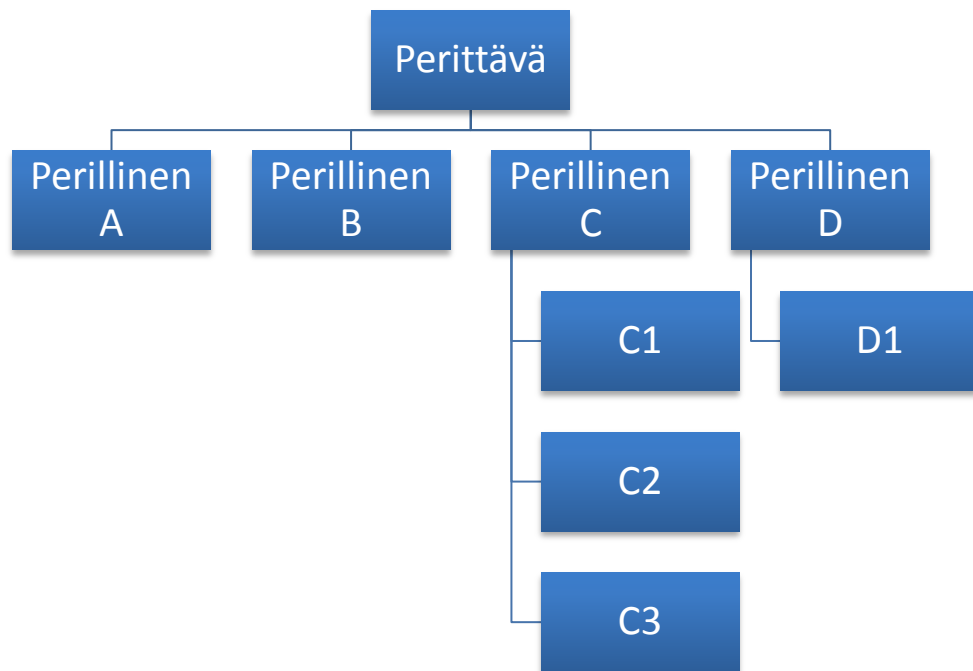 Perittävä
Perillinen
A
Perillinen
B
Perillinen
C
Perillinen
D
C1
D1
C2
C3